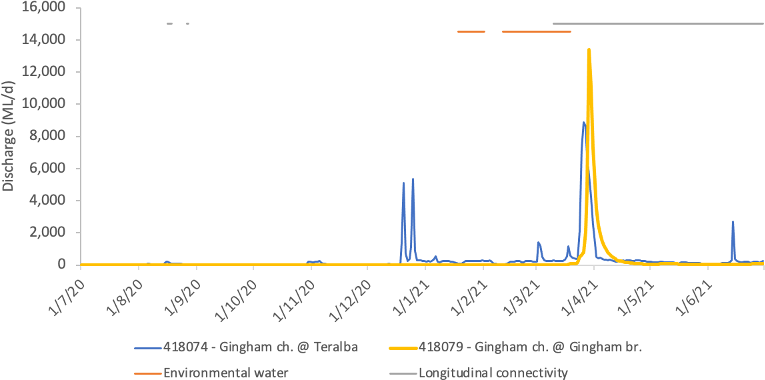 16,000
14,000
12,000
10,000
8,000
6,000
4,000
2,000
0
Discharge (ML/d)
1/7/20 1/8/20 1/9/20 1/10/20 1/11/20 1/12/20 1/1/21 1/2/21 1/3/21 1/4/21 1/5/21 1/6/21
418074 - Gingham ch. @ Teralba 418079 - Gingham ch. @ Gingham br.
Environmental water Longitudinal connectivity